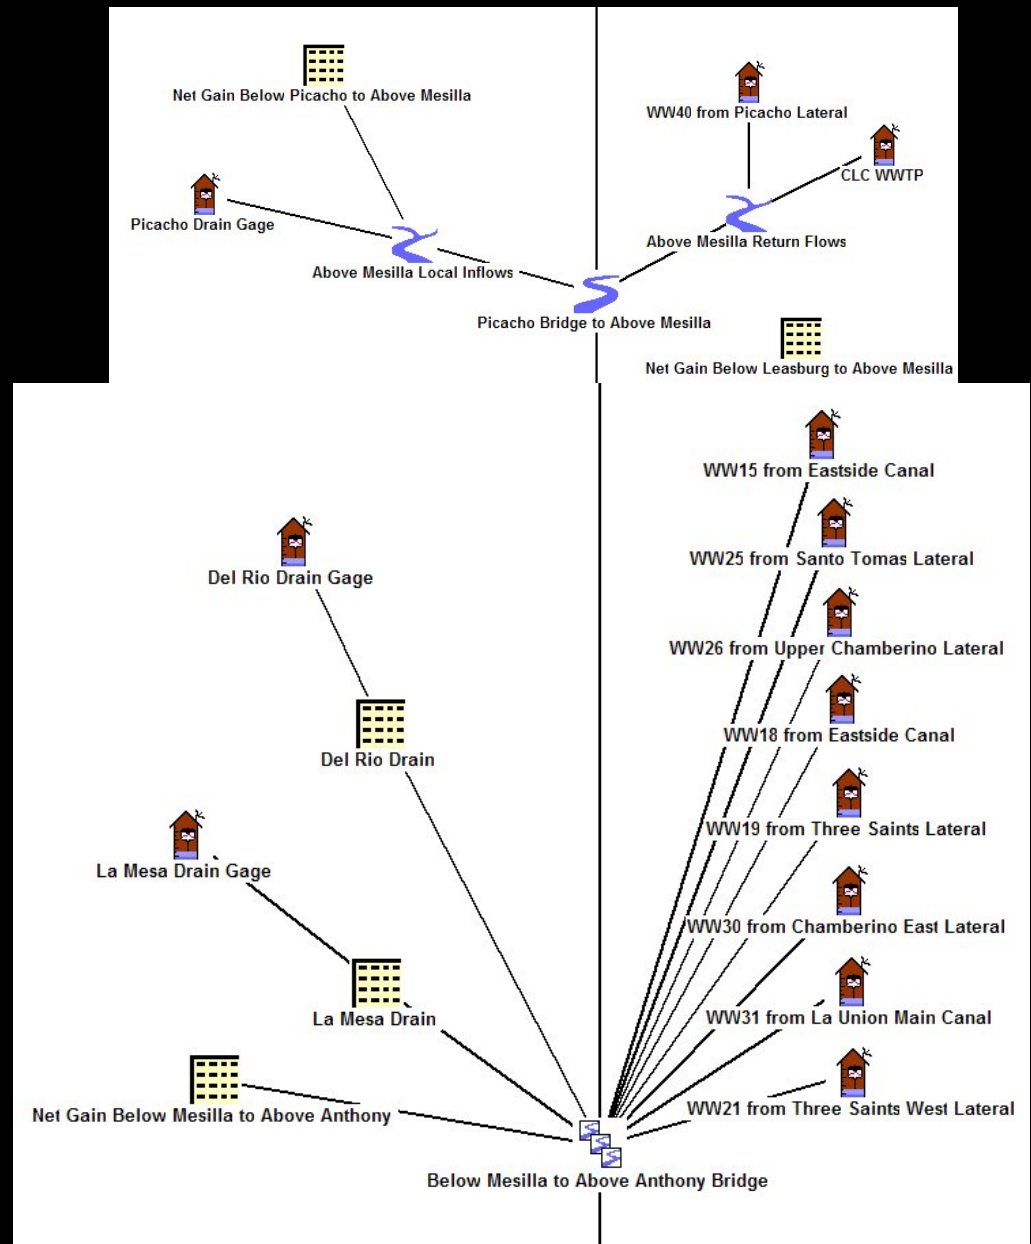 Net Gain Below Picacho to Above Mesilla
WW40 from Picacho Lateral
CLC WWTP
Picacho Drain Gage
Above Mesilla Return Flows
Above Mesilla Local Inflows
Picacho Bridge to Above Mesilla
Net Gain Below Leasburg to Above Mesilla
WW15 from Eastside Canal
WW25 from Santo Tomas Lateral
Del Rio Drain Gage
WW26 from Upper Chamberino Lateral
WW18 from Eastside Canal
Del Rio Drain
WW19 from Three Saints Lateral
La Mesa Drain Gage
WW30 from Chamberino East Lateral
WW31 from La Union Main Canal
La Mesa Drain
WW21 from Three Saints West Lateral
Net Gain Below Mesilla to Above Anthony
Below Mesilla to Above Anthony Bridge